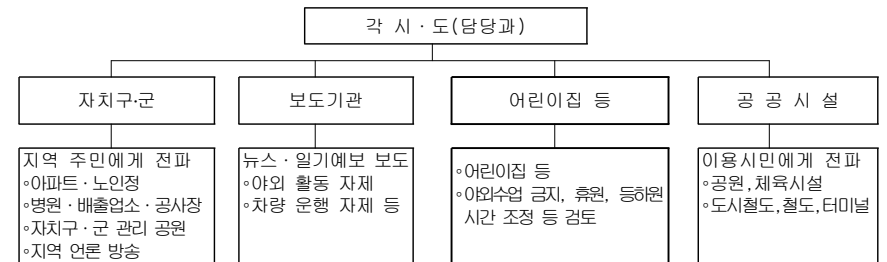 각 시·도(담당과)
자치구·군
보도기관
어린이집 등
공 공 시 설
지역 주민에게 전파
◦아파트·노인정
◦병원·배출업소·공사장
◦자치구·군 관리 공원
◦지역 언론 방송
뉴스·일기예보 보도
◦야외 활동 자제
◦차량 운행 자제 등
◦어린이집 등
◦야외수업 금지, 휴원, 등하원
시간 조정 등 검토
이용시민에게 전파
◦공원,체육시설
◦도시철도,철도,터미널